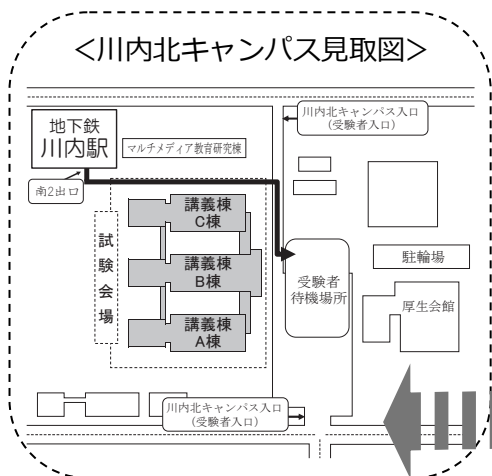 <川内北キャンパス見取図>
地下鉄
川内駅
マルチメディア教育研究棟
川内北キャンパス入口
(受験者入口)
南2出口
講義棟
C棟
試験会場
講義棟
B棟
受験者
待機場所
駐輪場
厚生会館
講義棟
A棟
川内北キャンパス入口
(受験者入口)